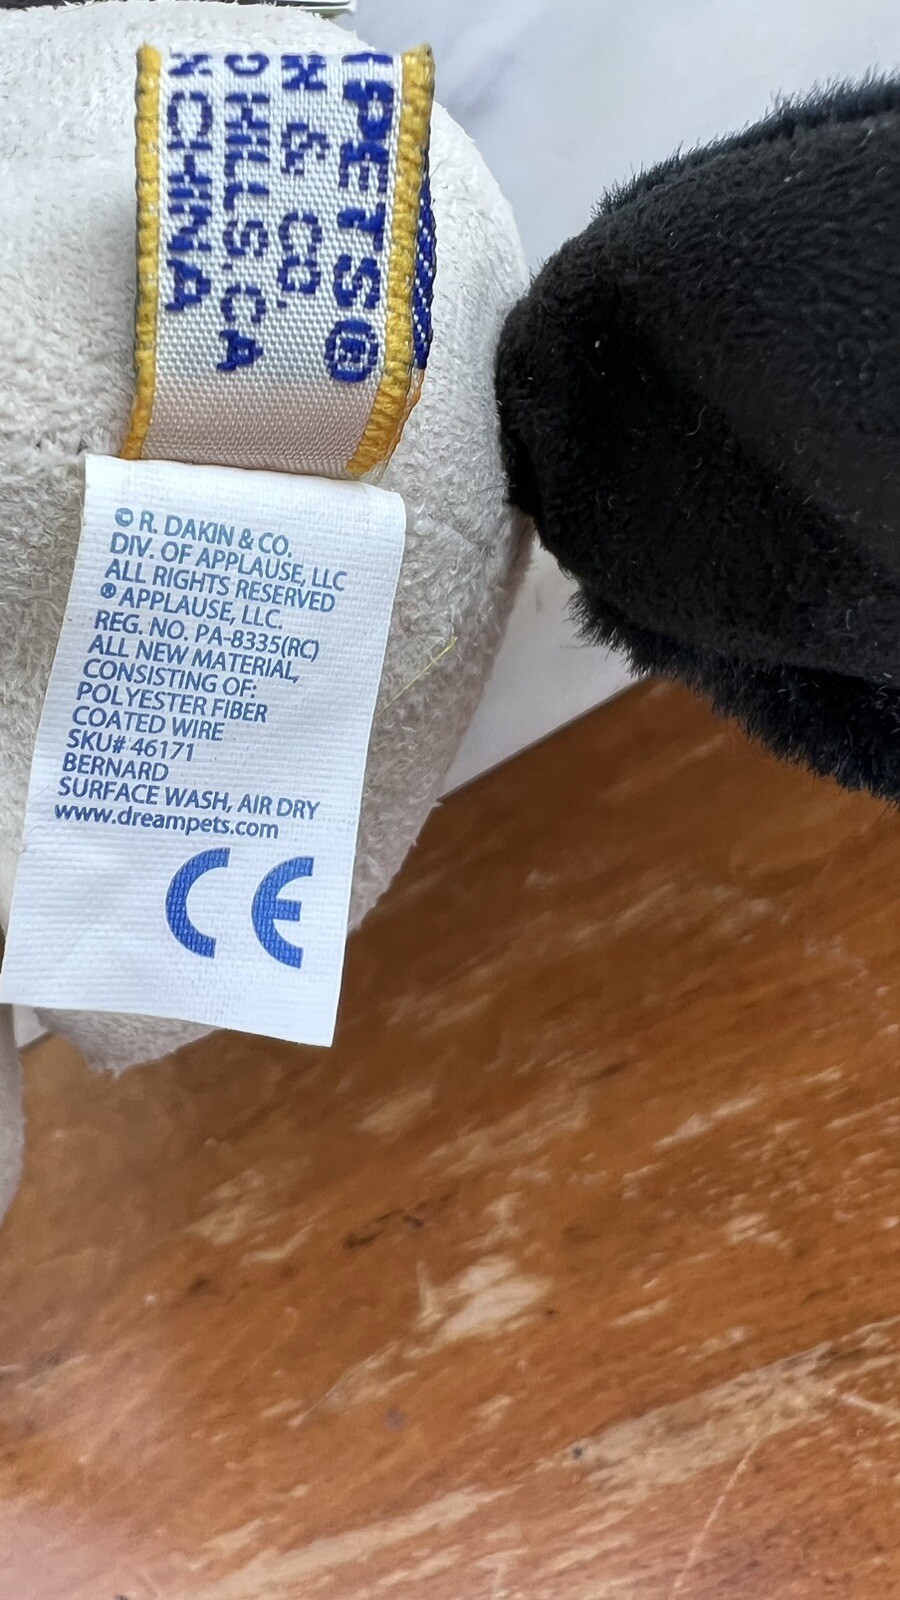 PETS®
& CO.
HILLS, CA
CHINA
© R. DAKIN & CO.
DIV. OF APPLAUSE, LLC
ALL RIGHTS RESERVED
® APPLAUSE, LLC.
REG. NO. PA-8335(RC)
ALL NEW MATERIAL,
CONSISTING OF:
POLYESTER FIBER
COATED WIRE
SKU# 46171
BERNARD
SURFACE WASH, AIR DRY
www.dreampets.com
CE